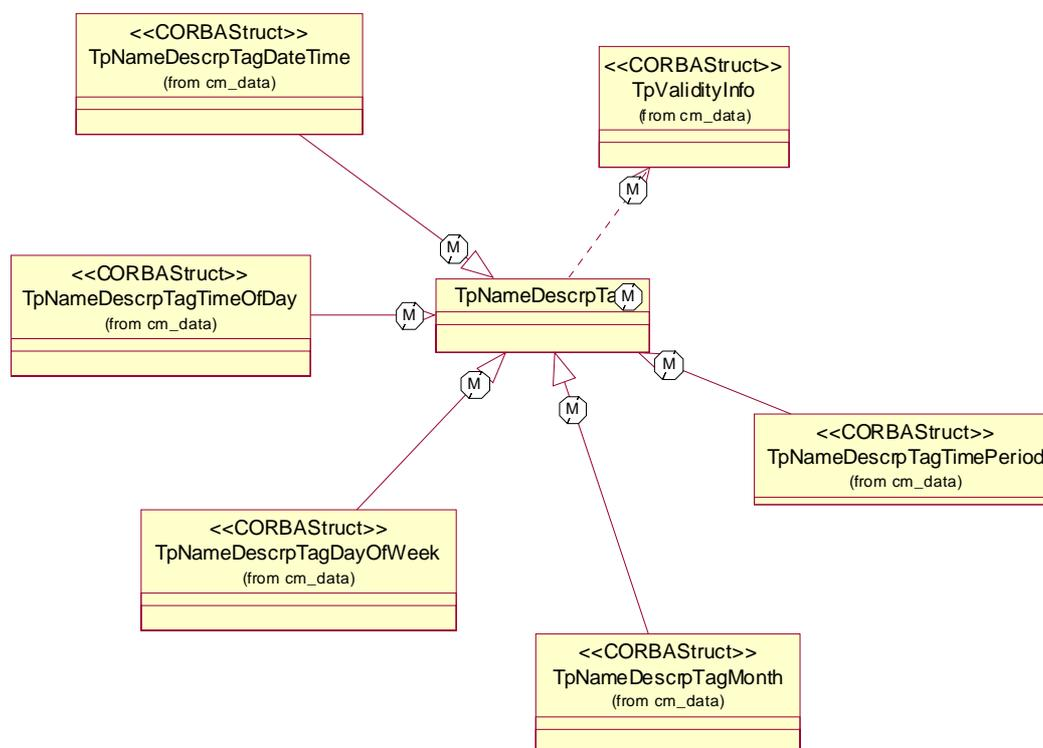 <<CORBAStruct>>
TpNameDescrpTagDateTime
(from cm_data)
<<CORBAStruct>>
TpValidityInfo
(from cm_data)
M
M
<<CORBAStruct>>
TpNameDescrpTagTimeOfDay
(from cm_data)
M
TpNameDescrpTa
M
M
M
M
<<CORBAStruct>>
TpNameDescrpTagTimePeriod
(from cm_data)
<<CORBAStruct>>
TpNameDescrpTagDayOfWeek
(from cm_data)
<<CORBAStruct>>
TpNameDescrpTagMonth
(from cm_data)